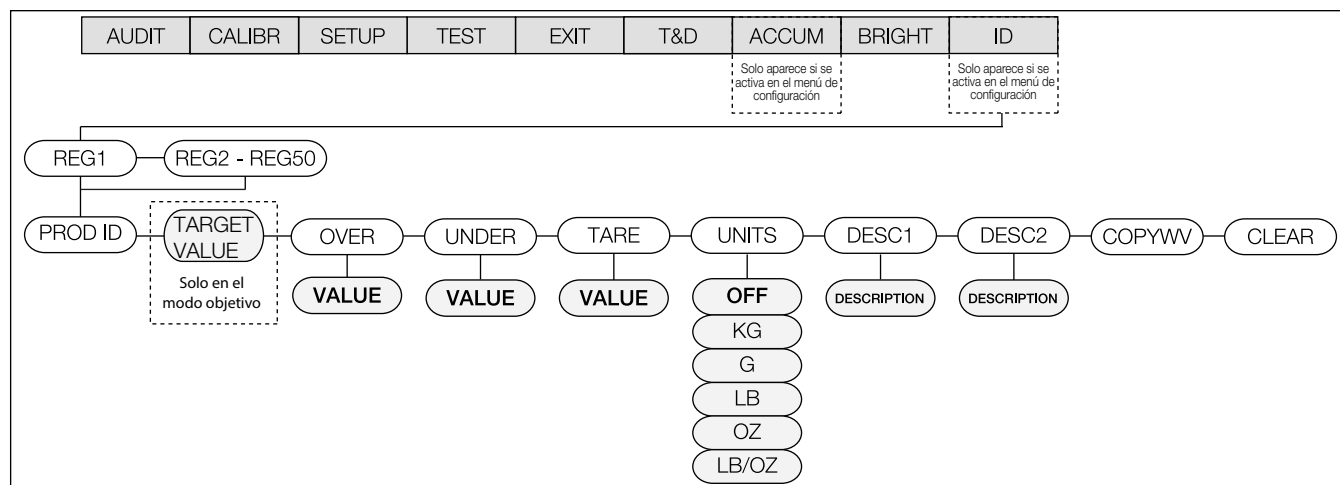 AUDIT CALIBR SETUP TEST EXIT T&D ACCUM BRIGHT ID
Solo aparece si se
activa en el menú de
configuración
Solo aparece si se
activa en el menú de
configuración
REG1 REG2 - REG50
PROD ID
TARGET
VALUE
Solo en el
modo objetivo
OVER UNDER TARE UNITS DESC1 DESC2 COPYWV CLEAR
VALUE VALUE VALUE OFF DESCRIPTION DESCRIPTION
KG
G
LB
OZ
LB/OZ